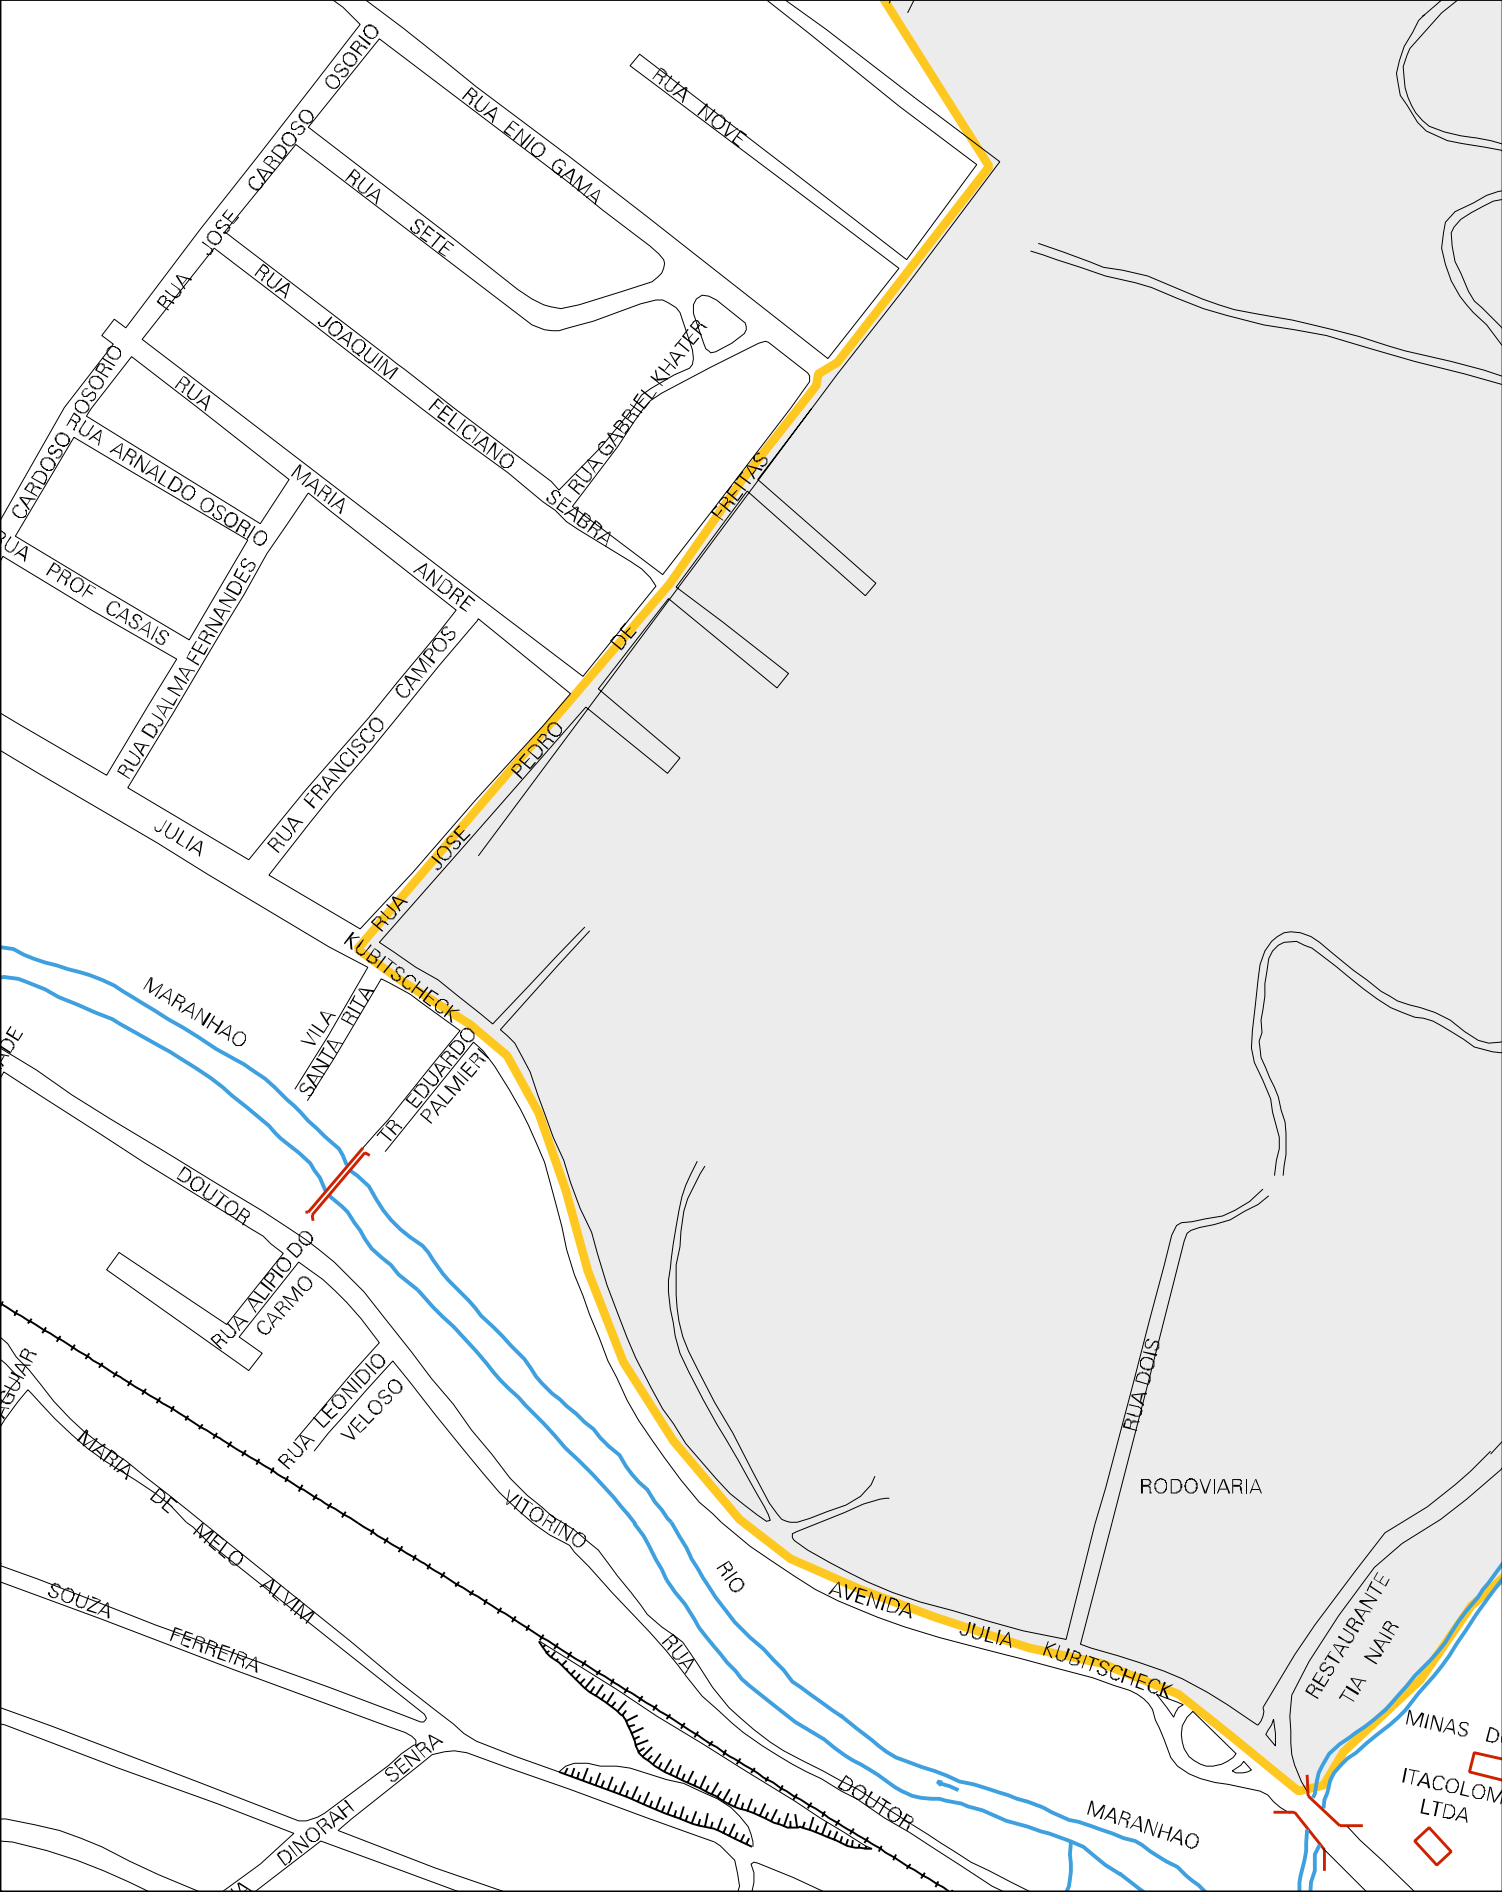 RUA JOSE CARDOSO OSORIO
RUA NOVE
RUA ENIO GAMA
RUA SETE
RUA JOAQUIM FELICIANO SEABRA
RUA GABRIEL KHATER
RUA MARIA ANDRE
CARDOSO OSORIO
RUA ARNALDO OSORIO
RUA PROF CASAIS
RUA DJALMA FERNANDES
RUA FRANCISCO CAMPOS
RUA JOSE PEDRO DE FREITAS
JULIA KUBITSCHECK
MARANHAO
VILA
SANTA RITA
TR EDUARDO
PALMIERI
ADE
DOUTOR
RUA ALIPIO DO
CARMO
RUA LEONIDIO
VELOSO
AGUIAR
MARIA DE MELO ALVIM
VITORINO
RUA DOIS
RODOVIARIA
SOUZA FERREIRA
RIO
AVENIDA JULIA KUBITSCHECK
RUA
RESTAURANTE
TIA NAIR
MINAS D
ITACOLOM
LTDA
DINORAH SENRA
DOUTOR
MARANHAO